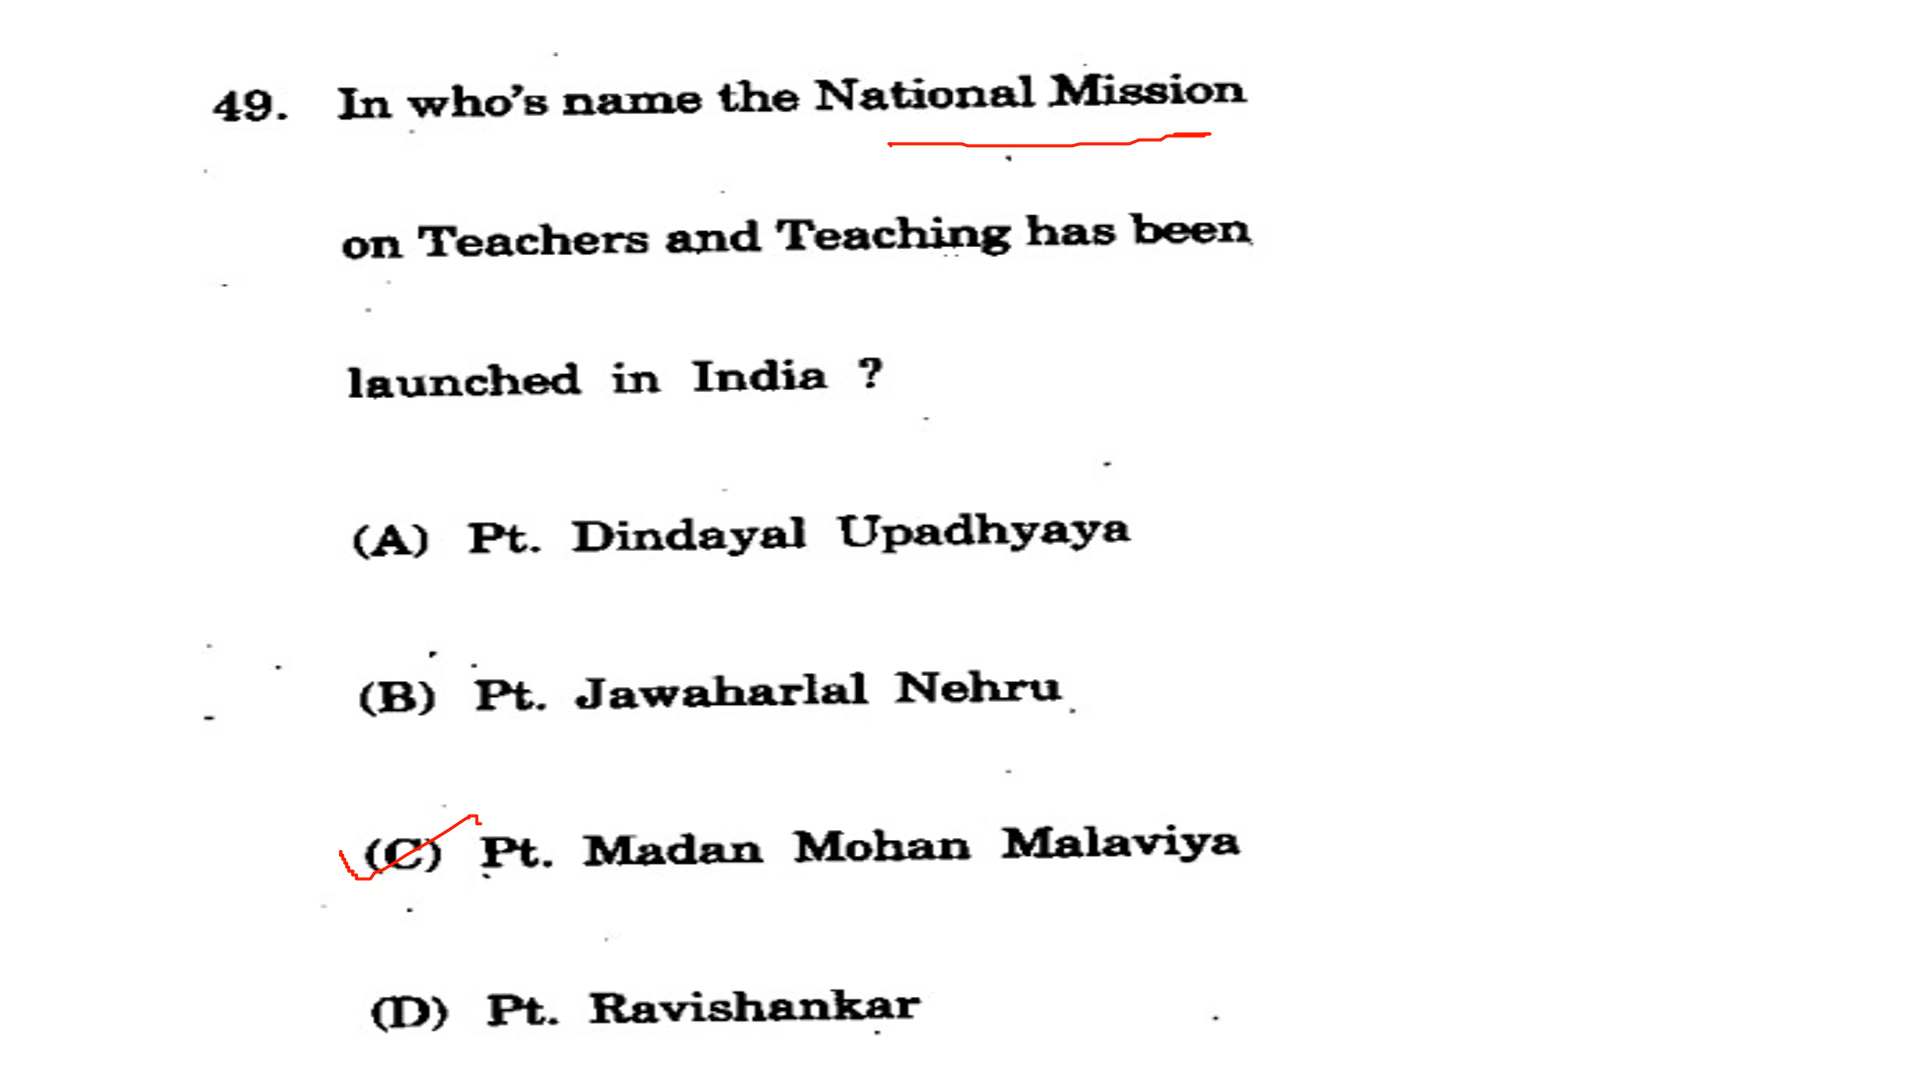 49. In who's name the National Mission
on Teachers and Teaching has been
launched in India ?
(A) Pt. Dindayal Upadhyaya
(B) Pt. Jawaharlal Nehru
(C) Pt. Madan Mohan Malaviya
(D) Pt. Ravishankar